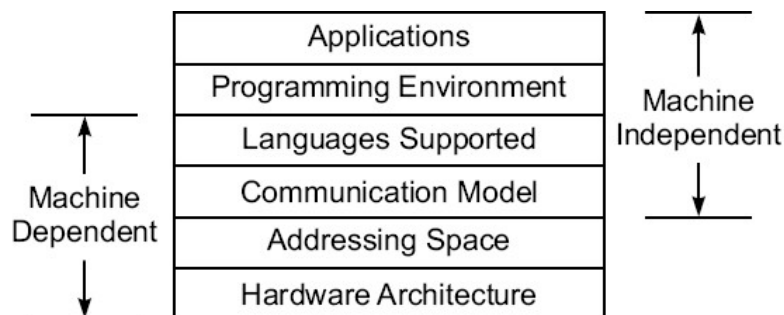 Applications
Programming Environment
Languages Supported
Communication Model
Addressing Space
Hardware Architecture
Machine
Dependent
Machine
Independent